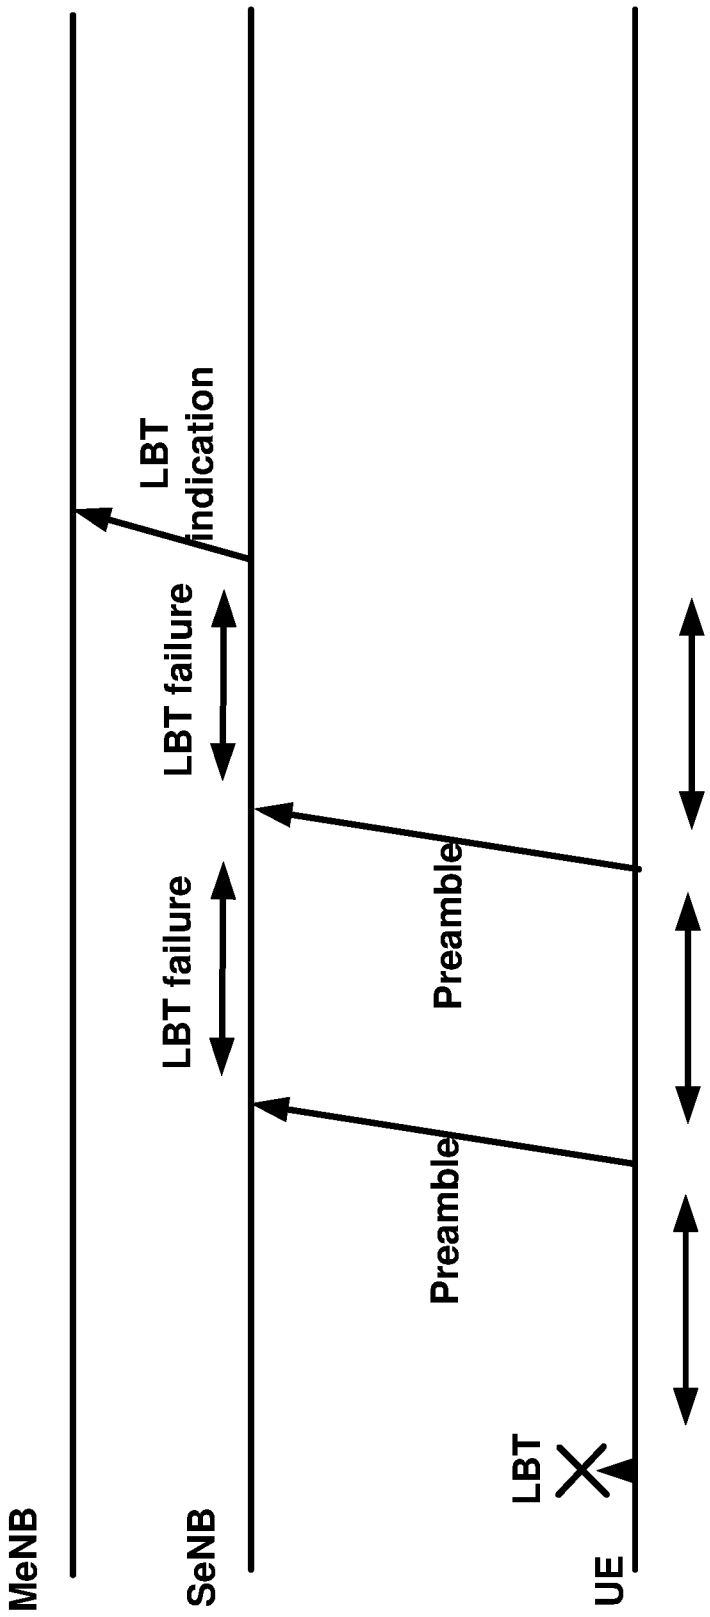 MeNB
SeNB
UE
LBT
Preamble
LBT failure
Preamble
LBT failure
LBT
indication